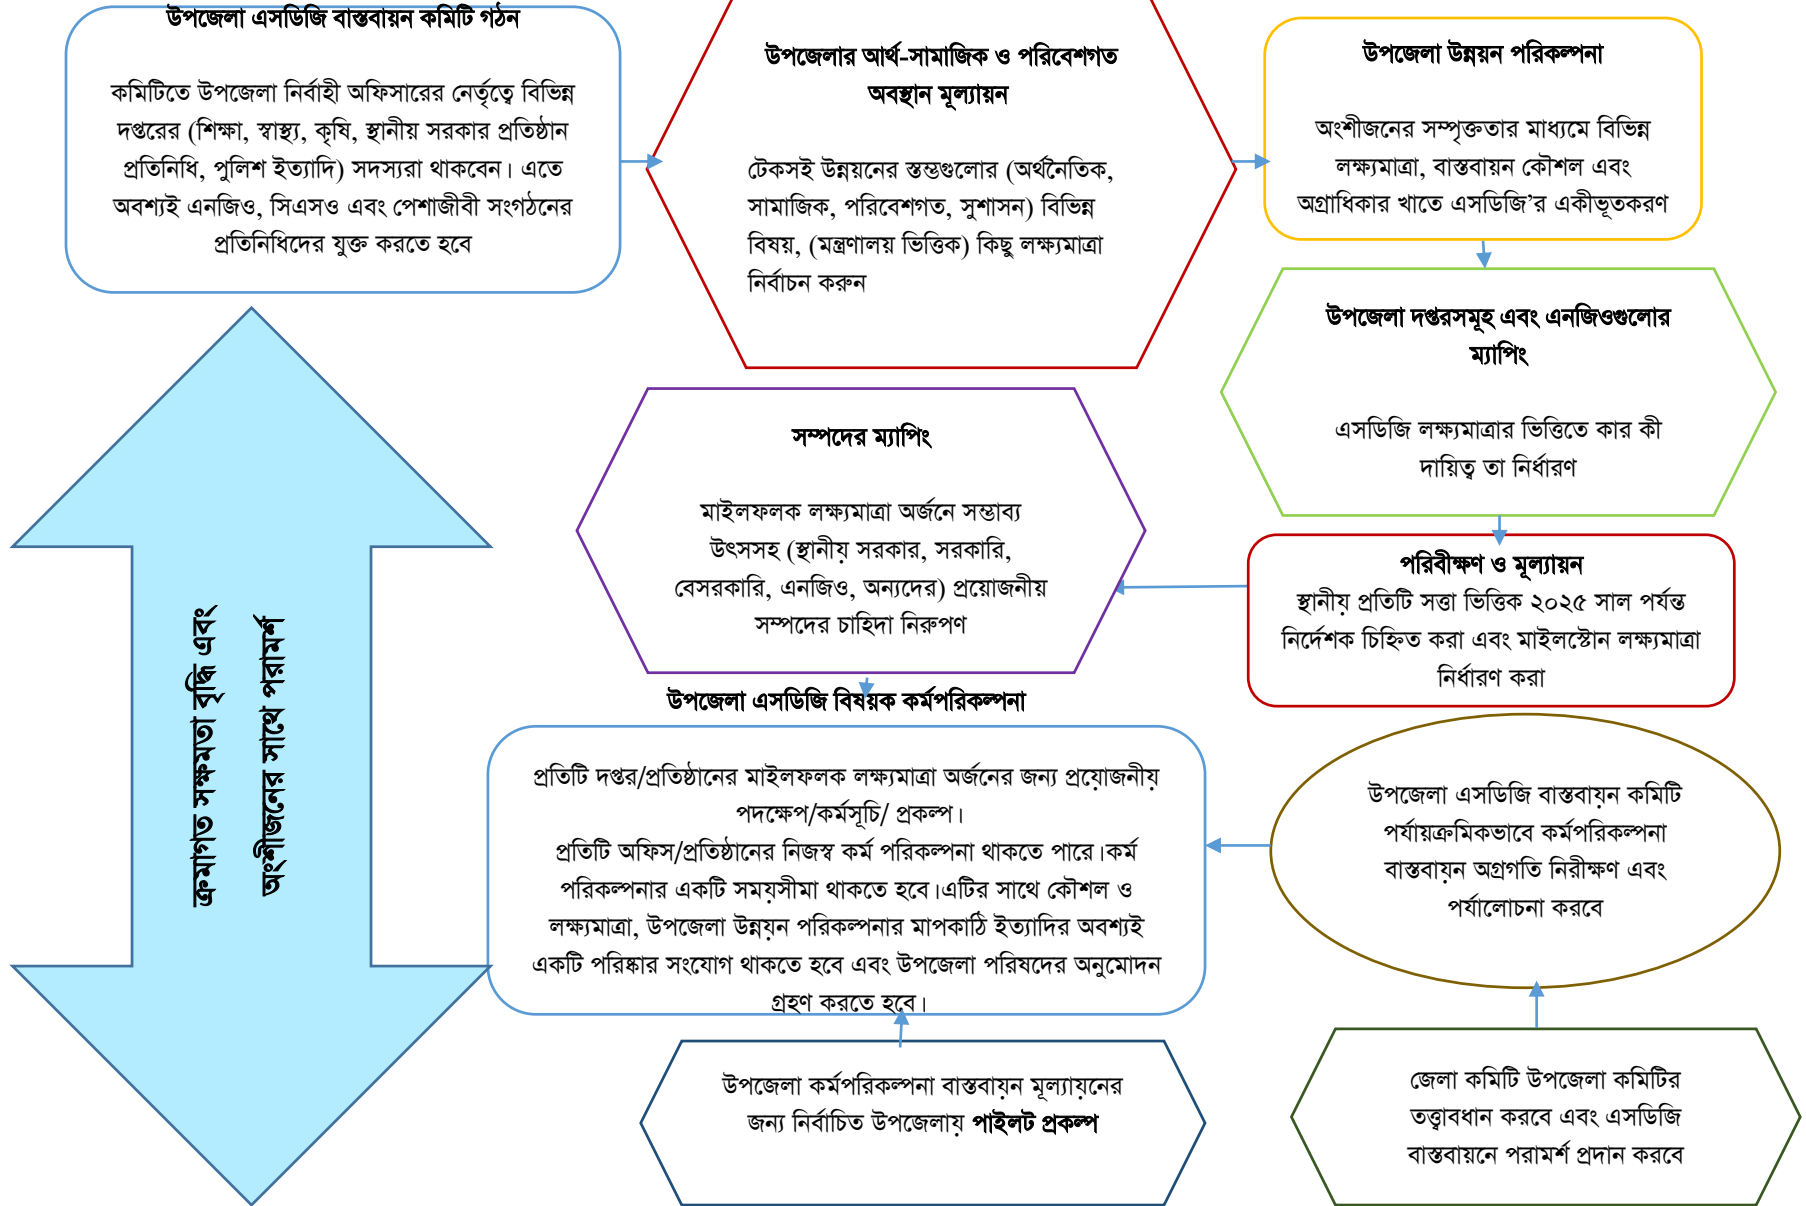 উপজেলা এসডিজি বাস্তবায়ন কমিটি গঠন
কমিটিতে উপজেলা নির্বাহী অফিসারের নের্তৃত্বে বিভিন্ন
দপ্তরের (শিক্ষা, স্বাস্থ্য, কৃষি, স্থানীয় সরকার প্রতিষ্ঠান
প্রতিনিধি, পুলিশ ইত্যাদি) সদস্যরা থাকবেন। এতে
অবশ্যই এনজিও, সিএসও এবং পেশাজীবী সংগঠনের
প্রতিনিধিদের যুক্ত করতে হবে
উপজেলার আর্থ-সামাজিক ও পরিবেশগত
অবস্থান মূল্যায়ন
টেকসই উন্নয়নের স্তম্ভগুলোর (অর্থনৈতিক,
সামাজিক, পরিবেশগত, সুশাসন) বিভিন্ন
বিষয়, (মন্ত্রণালয় ভিত্তিক) কিছু লক্ষ্যমাত্রা
নির্বাচন করুন
উপজেলা উন্নয়ন পরিকল্পনা
অংশীজনের সম্পৃক্ততার মাধ্যমে বিভিন্ন
লক্ষ্যমাত্রা, বাস্তবায়ন কৌশল এবং
অগ্রাধিকার খাতে এসডিজি’র একীভূতকরণ
উপজেলা দপ্তরসমূহ এবং এনজিওগুলোর
ম্যাপিং
এসডিজি লক্ষ্যমাত্রার ভিত্তিতে কার কী
দায়িত্ব তা নির্ধারণ
পরিবীক্ষণ ও মূল্যায়ন
স্থানীয় প্রতিটি সত্তা ভিত্তিক ২০২৫ সাল পর্যন্ত
নির্দেশক চিহ্নিত করা এবং মাইলস্টোন লক্ষ্যমাত্রা
নির্ধারণ করা
সম্পদের ম্যাপিং
মাইলফলক লক্ষ্যমাত্রা অর্জনে সম্ভাব্য
উৎসসহ (স্থানীয় সরকার, সরকারি,
বেসরকারি, এনজিও, অন্যদের) প্রয়োজনীয়
সম্পদের চাহিদা নিরুপণ
উপজেলা এসডিজি বিষয়ক কর্মপরিকল্পনা
প্রতিটি দপ্তর/প্রতিষ্ঠানের মাইলফলক লক্ষ্যমাত্রা অর্জনের জন্য প্রয়োজনীয়
পদক্ষেপ/কর্মসূচি/ প্রকল্প।
প্রতিটি অফিস/প্রতিষ্ঠানের নিজস্ব কর্ম পরিকল্পনা থাকতে পারে।কর্ম
পরিকল্পনার একটি সময়সীমা থাকতে হবে।এটির সাথে কৌশল ও
লক্ষ্যমাত্রা, উপজেলা উন্নয়ন পরিকল্পনার মাপকাঠি ইত্যাদির অবশ্যই
একটি পরিষ্কার সংযোগ থাকতে হবে এবং উপজেলা পরিষদের অনুমোদন
গ্রহণ করতে হবে।
উপজেলা এসডিজি বাস্তবায়ন কমিটি
পর্যায়ক্রমিকভাবে কর্মপরিকল্পনা
বাস্তবায়ন অগ্রগতি নিরীক্ষণ এবং
পর্যালোচনা করবে
উপজেলা কর্মপরিকল্পনা বাস্তবায়ন মূল্যায়নের
জন্য নির্বাচিত উপজেলায় পাইলট প্রকল্প
জেলা কমিটি উপজেলা কমিটির
তত্ত্বাবধান করবে এবং এসডিজি
বাস্তবায়নে পরামর্শ প্রদান করবে
ক্রমাগত সক্ষমতা বৃদ্ধি এবং
অংশীজনের সাথে পরামর্শ